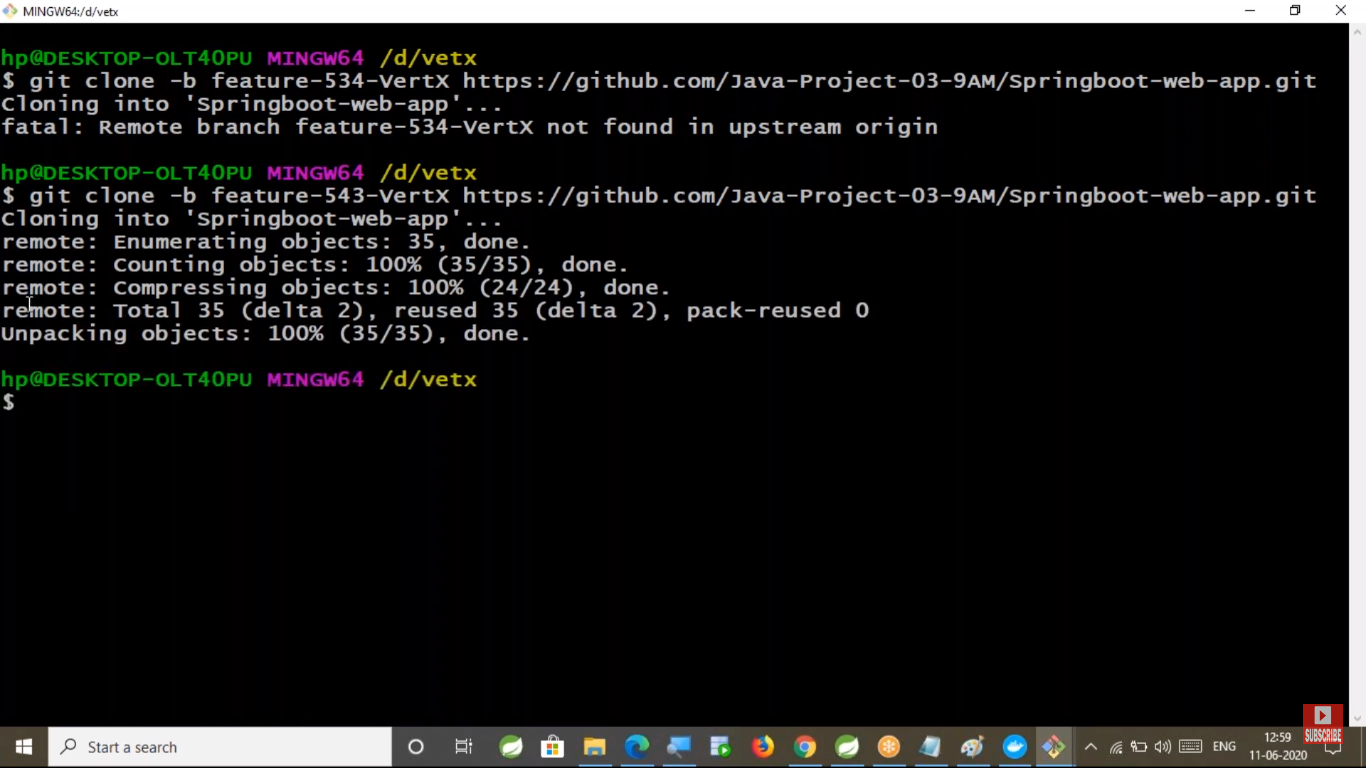 MINGW64:/d/vetx
hp@DESKTOP-OLT40PU MINGW64 /d/vetx
$ git clone -b feature-534-VertX https://github.com/Java-Project-03-9AM/Springboot-web-app.git
Cloning into 'Springboot-web-app'...
fatal: Remote branch feature-534-VertX not found in upstream origin
hp@DESKTOP-OLT40PU MINGW64 /d/vetx
$ git clone -b feature-543-VertX https://github.com/Java-Project-03-9AM/Springboot-web-app.git
Cloning into 'Springboot-web-app'...
remote: Enumerating objects: 35, done.
remote: Counting objects: 100% (35/35), done.
remote: Compressing objects: 100% (24/24), done.
remote: Total 35 (delta 2), reused 35 (delta 2), pack-reused 0
Unpacking objects: 100% (35/35), done.
hp@DESKTOP-OLT40PU MINGW64 /d/vetx
$
SUBSCRIBE
Start a search
ENG
12:59
11-06-2020